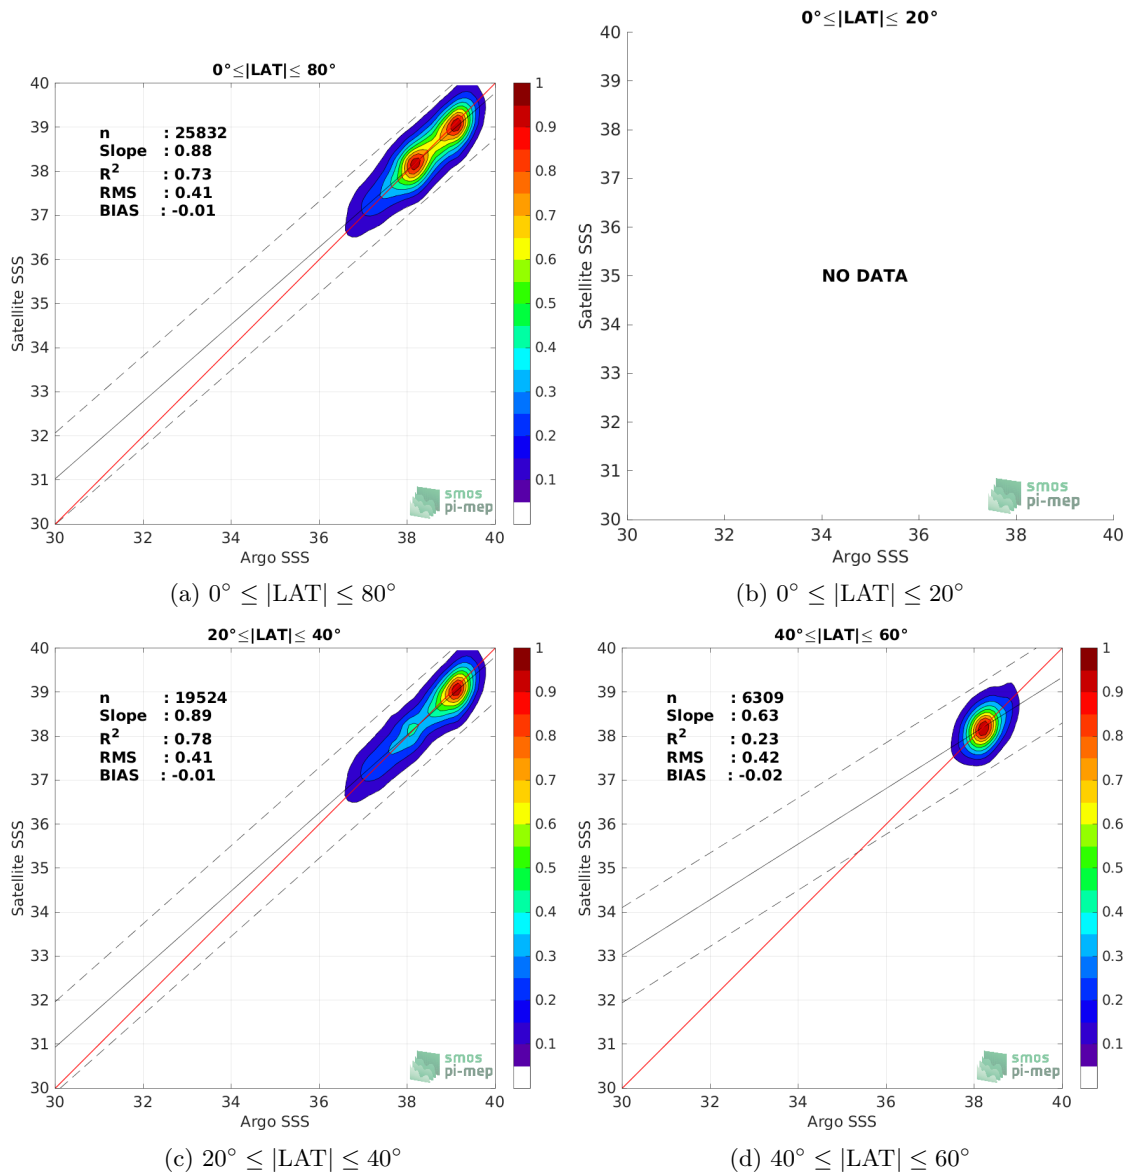 0°≤|LAT|≤ 80°
40
39
38
37
36
35
34
33
32
31
30
Satellite SSS
n : 25832
Slope : 0.88
R² : 0.73
RMS : 0.41
BIAS : -0.01
smos
pi-mep
30 32 34 36 38 40
Argo SSS
1
0.9
0.8
0.7
0.6
0.5
0.4
0.3
0.2
0.1
(a) 0° ≤ |LAT| ≤ 80°
0°≤|LAT|≤ 20°
40
39
38
37
36
35
34
33
32
31
30
Satellite SSS
NO DATA
smos
pi-mep
30 32 34 36 38 40
Argo SSS
(b) 0° ≤ |LAT| ≤ 20°
20°≤|LAT|≤ 40°
40
39
38
37
36
35
34
33
32
31
30
Satellite SSS
n : 19524
Slope : 0.89
R² : 0.78
RMS : 0.41
BIAS : -0.01
smos
pi-mep
30 32 34 36 38 40
Argo SSS
1
0.9
0.8
0.7
0.6
0.5
0.4
0.3
0.2
0.1
(c) 20° ≤ |LAT| ≤ 40°
40°≤|LAT|≤ 60°
40
39
38
37
36
35
34
33
32
31
30
Satellite SSS
n : 6309
Slope : 0.63
R² : 0.23
RMS : 0.42
BIAS : -0.02
smos
pi-mep
30 32 34 36 38 40
Argo SSS
1
0.9
0.8
0.7
0.6
0.5
0.4
0.3
0.2
0.1
(d) 40° ≤ |LAT| ≤ 60°